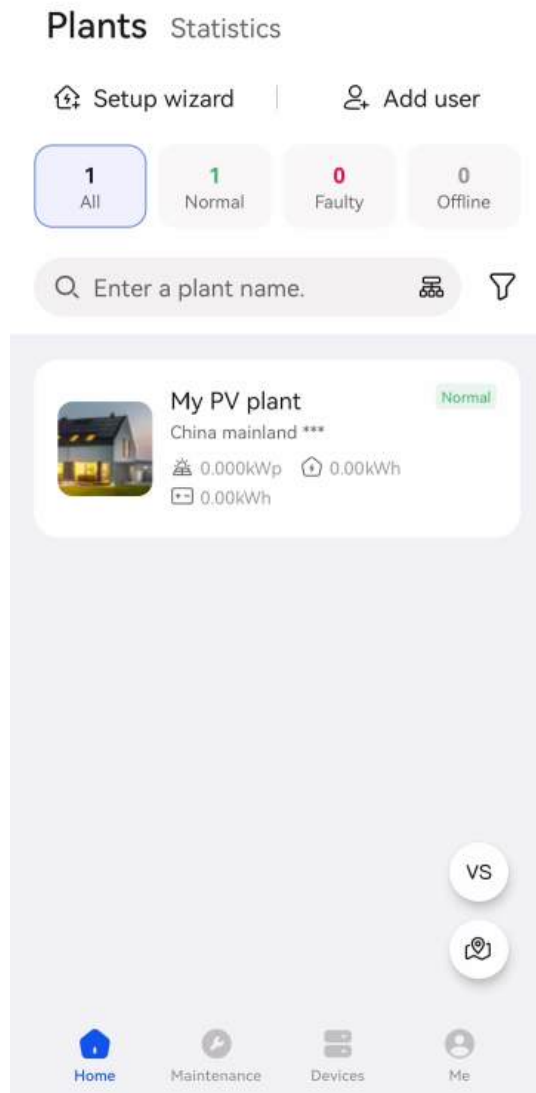 Plants Statistics
Setup wizard Add user
1 1 0 0
All Normal Faulty Offline
Enter a plant name.
My PV plant Normal
China mainland ***
0.000kWp 0.00kWh
0.00kWh
VS
Home Maintenance Devices Me